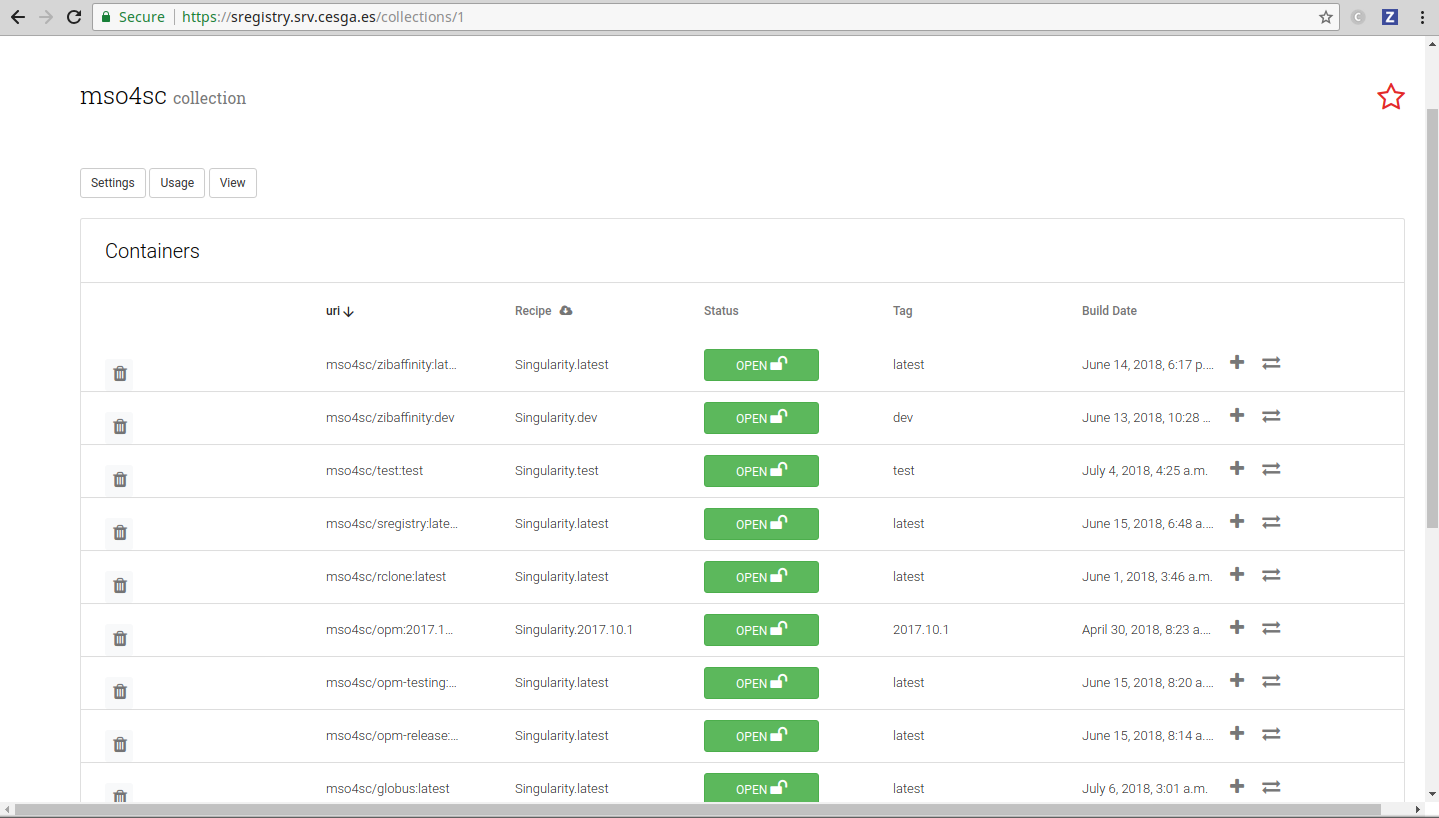 Secure https://sregistry.srv.cesga.es/collections/1
C Z
mso4sc collection
Settings Usage View
Containers
uri Recipe Status Tag Build Date
mso4sc/zibaffinity:lat... Singularity.latest OPEN latest June 14, 2018, 6:17 p....
mso4sc/zibaffinity:dev Singularity.dev OPEN dev June 13, 2018, 10:28 ...
mso4sc/test:test Singularity.test OPEN test July 4, 2018, 4:25 a.m.
mso4sc/sregistry:late... Singularity.latest OPEN latest June 15, 2018, 6:48 a....
mso4sc/rclone:latest Singularity.latest OPEN latest June 1, 2018, 3:46 a.m.
mso4sc/opm:2017.1... Singularity.2017.10.1 OPEN 2017.10.1 April 30, 2018, 8:23 a....
mso4sc/opm-testing:... Singularity.latest OPEN latest June 15, 2018, 8:20 a....
mso4sc/opm-release:... Singularity.latest OPEN latest June 15, 2018, 8:14 a....
mso4sc/globus:latest Singularity.latest OPEN latest July 6, 2018, 3:01 a.m.